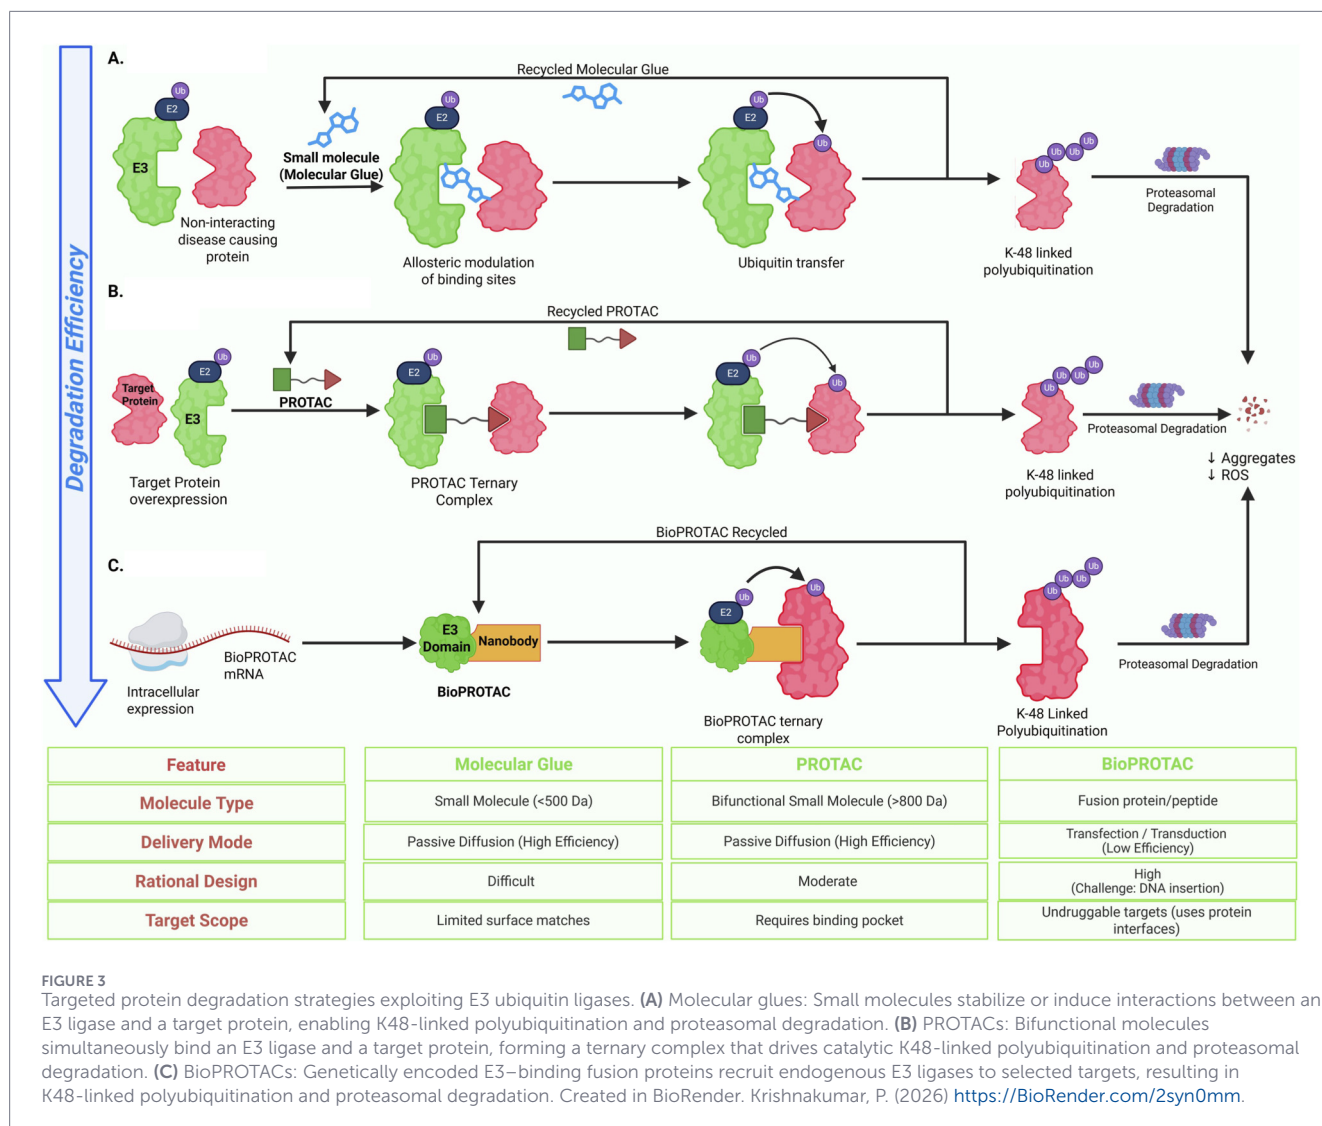 Degradation Efficiency
A.
Recycled Molecular Glue
Ub
E2
E3
Non-interacting
disease causing
protein
Small molecule
(Molecular Glue)
Ub
E2
Allosteric modulation
of binding sites
Ub
E2
Ub
Ubiquitin transfer
Ub
Ub
Ub
Ub
K-48 linked
polyubiquitination
Proteasomal
Degradation
B.
Recycled PROTAC
Target
Protein
Ub
E2
E3
Target Protein
overexpression
PROTAC
Ub
E2
PROTAC Ternary
Complex
Ub
E2
Ub
Ub
Ub
Ub
Ub
K-48 linked
polyubiquitination
Proteasomal Degradation
↓ Aggregates
↓ ROS
C.
BioPROTAC Recycled
BioPROTAC
mRNA
Intracellular
expression
E3
Domain
Nanobody
BioPROTAC
Ub
E2
Ub
BioPROTAC ternary
complex
Ub
Ub
Ub
Ub
K-48 Linked
Polyubiquitination
Proteasomal Degradation
Feature Molecular Glue PROTAC BioPROTAC
Molecule Type Small Molecule (<500 Da) Bifunctional Small Molecule (>800 Da) Fusion protein/peptide
Delivery Mode Passive Diffusion (High Efficiency) Passive Diffusion (High Efficiency) Transfection / Transduction
(Low Efficiency)
Rational Design Difficult Moderate High
(Challenge: DNA insertion)
Target Scope Limited surface matches Requires binding pocket Undruggable targets (uses protein
interfaces)
FIGURE 3
Targeted protein degradation strategies exploiting E3 ubiquitin ligases. (A) Molecular glues: Small molecules stabilize or induce interactions between an
E3 ligase and a target protein, enabling K48-linked polyubiquitination and proteasomal degradation. (B) PROTACs: Bifunctional molecules
simultaneously bind an E3 ligase and a target protein, forming a ternary complex that drives catalytic K48-linked polyubiquitination and proteasomal
degradation. (C) BioPROTACs: Genetically encoded E3–binding fusion proteins recruit endogenous E3 ligases to selected targets, resulting in
K48-linked polyubiquitination and proteasomal degradation. Created in BioRender. Krishnakumar, P. (2026) https://BioRender.com/2syn0mm.